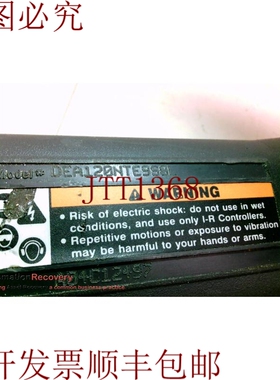 图必究
Model# DEA120NTE998
JTT1368
WARNING
• Risk of electric shock: do not use in wet
conditions, and use only I-R Controllers.
• Repetitive motions or exposure to vibration
may be harmful to your hands or arms.
mationRecovery
开发票顺丰包邮